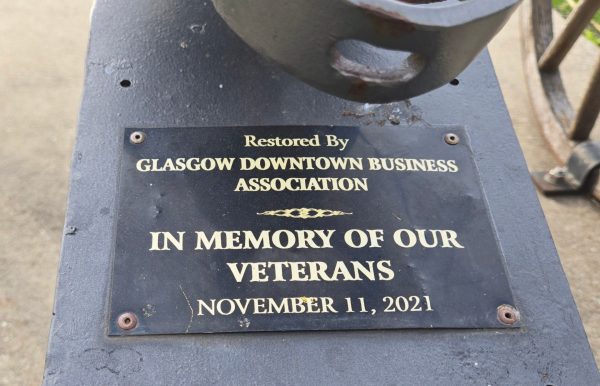 Restored By
GLASGOW DOWNTOWN BUSINESS
ASSOCIATION
IN MEMORY OF OUR
VETERANS
NOVEMBER 11, 2021